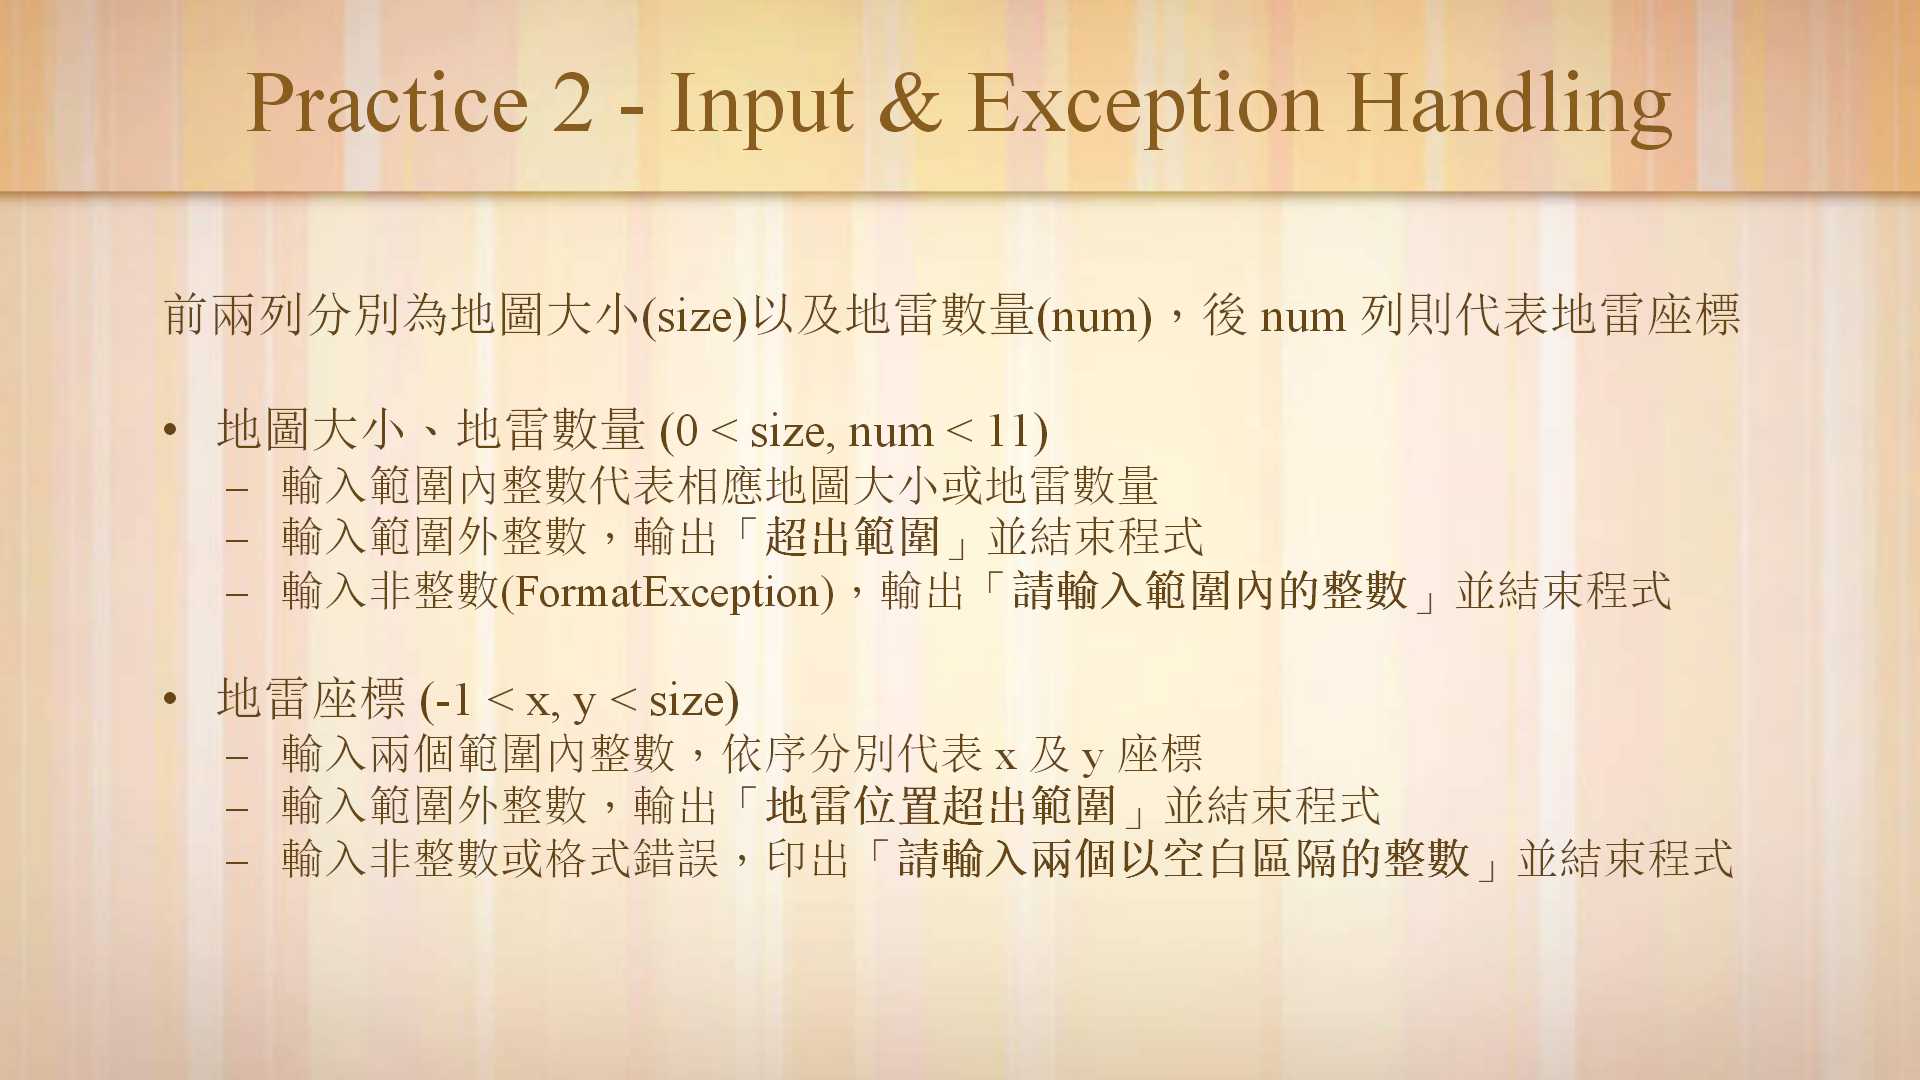 Practice 2 - Input & Exception Handling
前兩列分別為地圖大小(size)以及地雷數量(num)，後 num 列則代表地雷座標
• 地圖大小、地雷數量 (0 < size, num < 11)
– 輸入範圍內整數代表相應地圖大小或地雷數量
– 輸入範圍外整數，輸出「超出範圍」並結束程式
– 輸入非整數(FormatException)，輸出「請輸入範圍內的整數」並結束程式
• 地雷座標 (-1 < x, y < size)
– 輸入兩個範圍內整數，依序分別代表 x 及 y 座標
– 輸入範圍外整數，輸出「地雷位置超出範圍」並結束程式
– 輸入非整數或格式錯誤，印出「請輸入兩個以空白區隔的整數」並結束程式